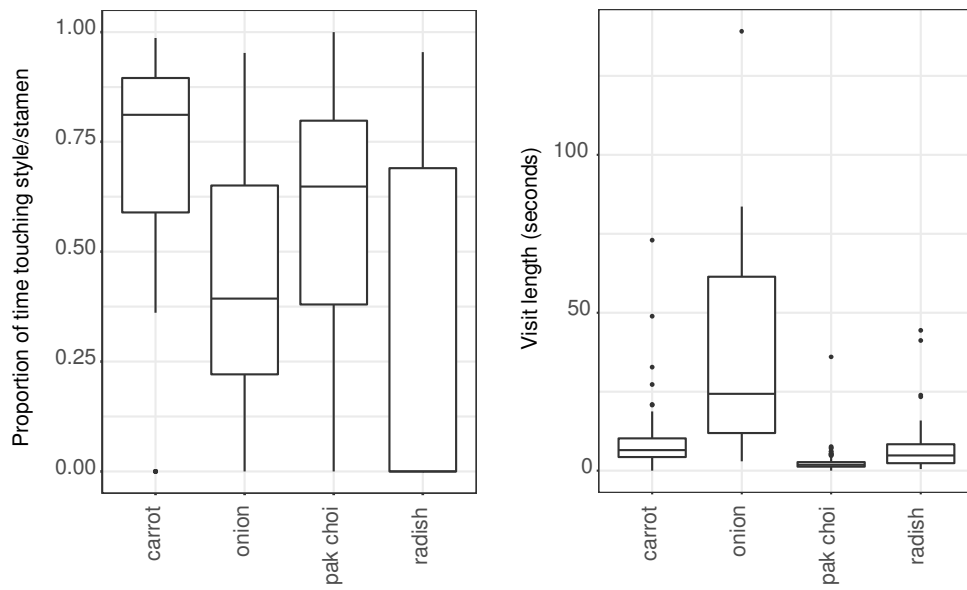 Proportion of time touching style/stamen
1.00
0.75
0.50
0.25
0.00
carrot
onion
pak choi
radish
Visit length (seconds)
100
50
0
carrot
onion
pak choi
radish